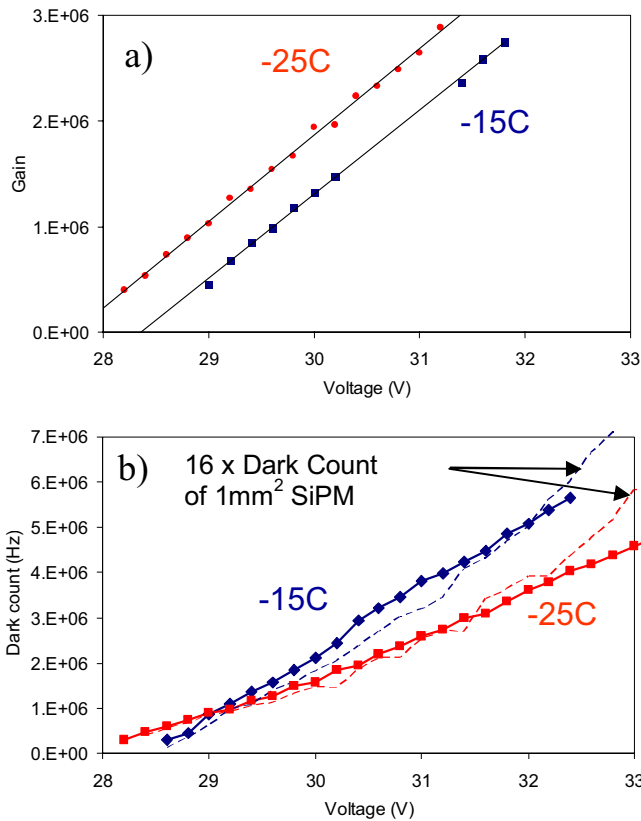 a)
-25C
-15C
3.E+06
2.E+06
1.E+06
0.E+00
Gain
28 29 30 31 32 33
Voltage (V)
b)
16 x Dark Count
of 1mm² SiPM
-15C
-25C
7.E+06
6.E+06
5.E+06
4.E+06
3.E+06
2.E+06
1.E+06
0.E+00
Dark count (Hz)
28 29 30 31 32 33
Voltage (V)